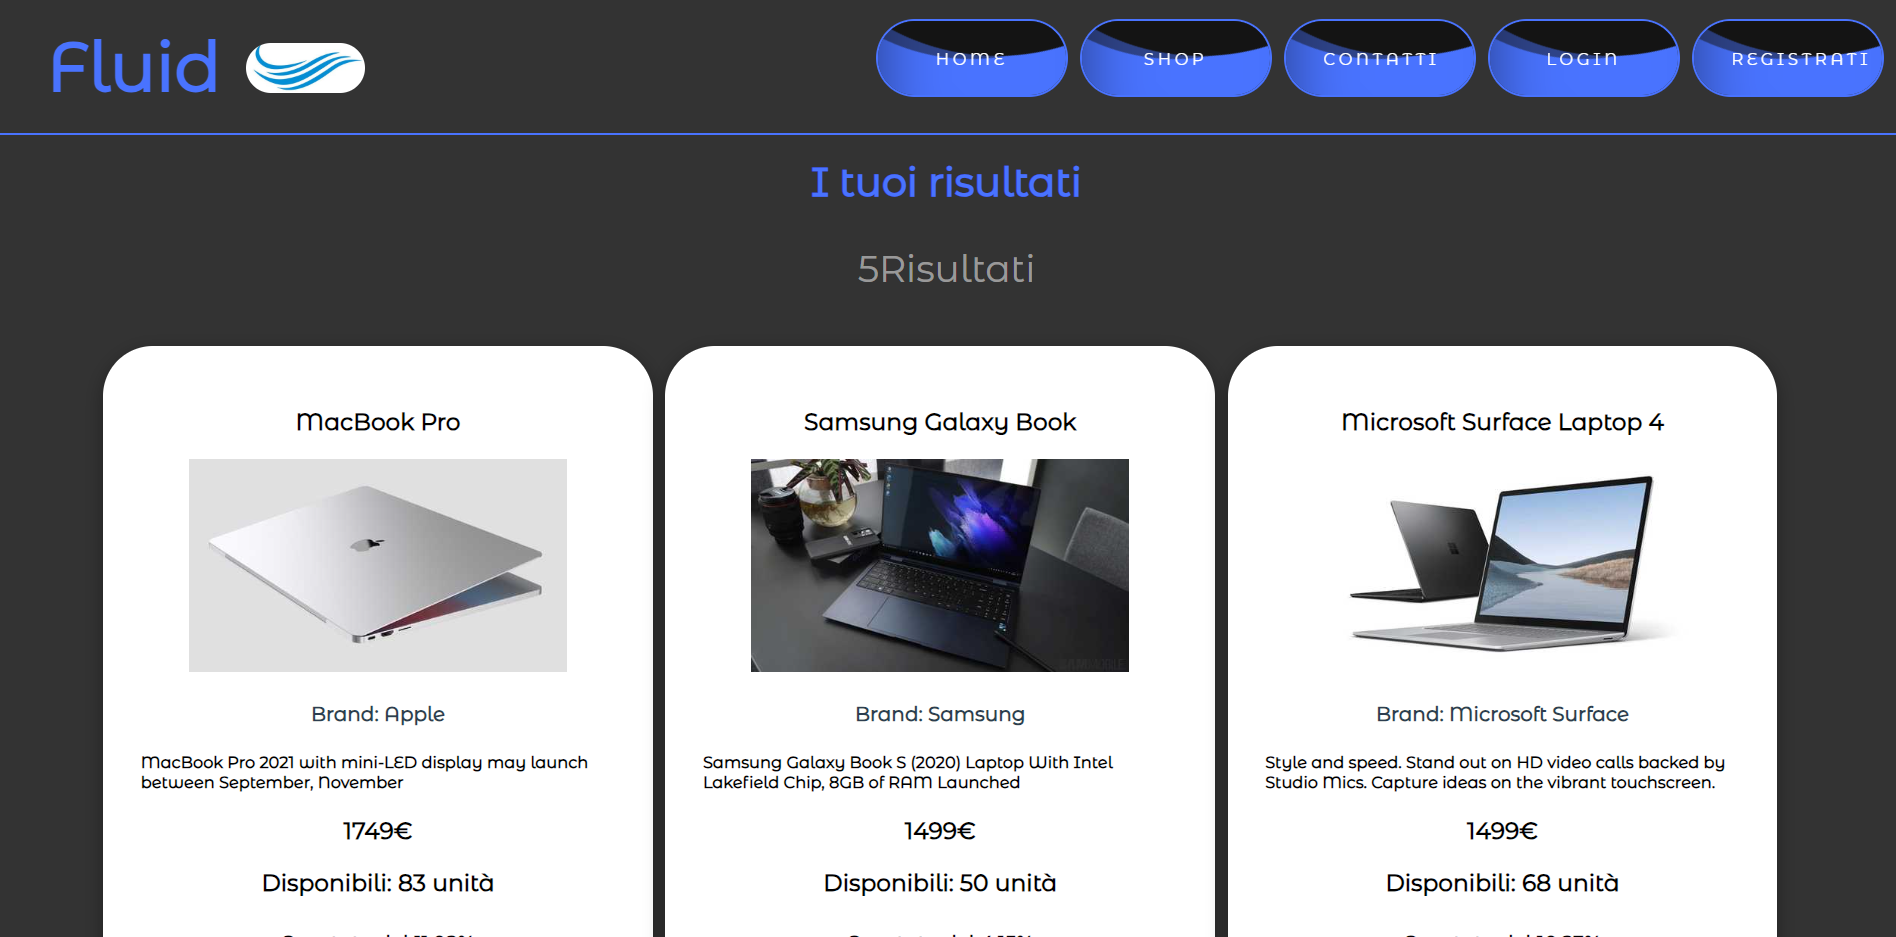 Fluid
HOME
SHOP
CONTATTI
LOGIN
REGISTRATI
I tuoi risultati
5Risultati
MacBook Pro
Brand: Apple
MacBook Pro 2021 with mini-LED display may launch
between September, November
1749€
Disponibili: 83 unità
Samsung Galaxy Book
Brand: Samsung
Samsung Galaxy Book S (2020) Laptop With Intel
Lakefield Chip, 8GB of RAM Launched
1499€
Disponibili: 50 unità
Microsoft Surface Laptop 4
Brand: Microsoft Surface
Style and speed. Stand out on HD video calls backed by
Studio Mics. Capture ideas on the vibrant touchscreen.
1499€
Disponibili: 68 unità